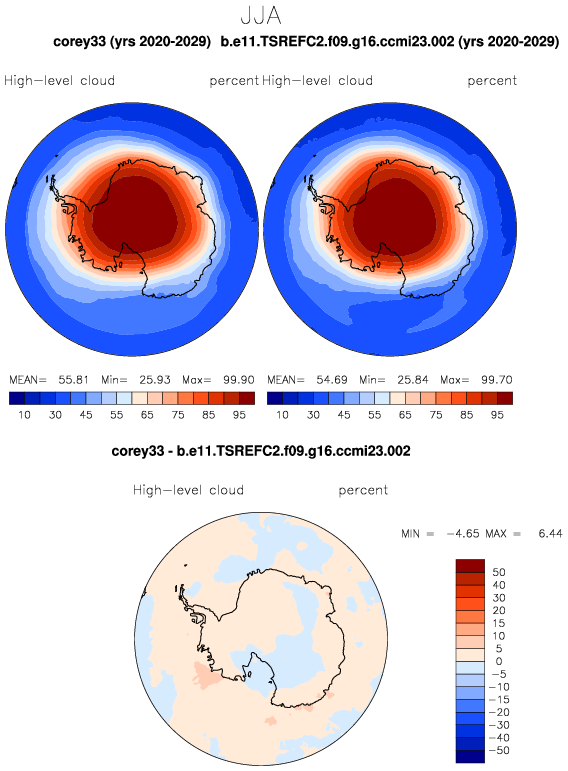 JJA
corey33 (yrs 2020-2029) b.e11.TSREFC2.f09.g16.ccmi23.002 (yrs 2020-2029)
High-level cloud percent High-level cloud percent
MEAN= 55.81 Min= 25.93 Max= 99.90 MEAN= 54.69 Min= 25.84 Max= 99.70
10 30 45 55 65 75 85 95 10 30 45 55 65 75 85 95
corey33 - b.e11.TSREFC2.f09.g16.ccmi23.002
High-level cloud percent
MIN = -4.65 MAX = 6.44
50
40
30
20
15
10
5
0
-5
-10
-15
-20
-30
-40
-50